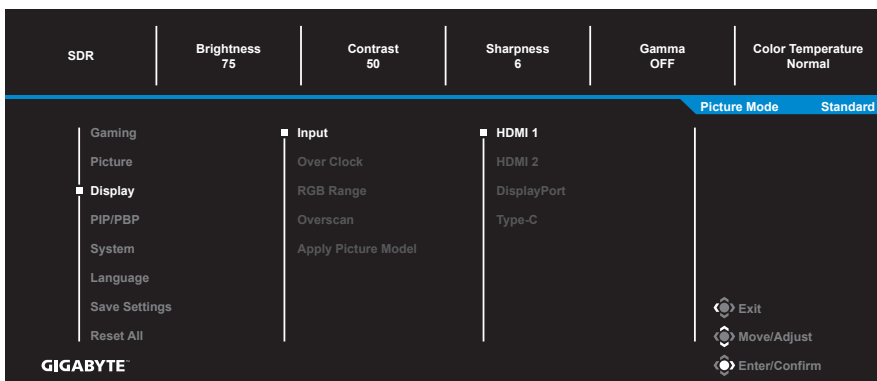 SDR
Brightness
75
Contrast
50
Sharpness
6
Gamma
OFF
Color Temperature
Normal
Picture Mode Standard
Gaming
Picture
Display
PIP/PBP
System
Language
Save Settings
Reset All
Input
Over Clock
RGB Range
Overscan
Apply Picture Model
HDMI 1
HDMI 2
DisplayPort
Type-C
Exit
Move/Adjust
Enter/Confirm
GIGABYTE™